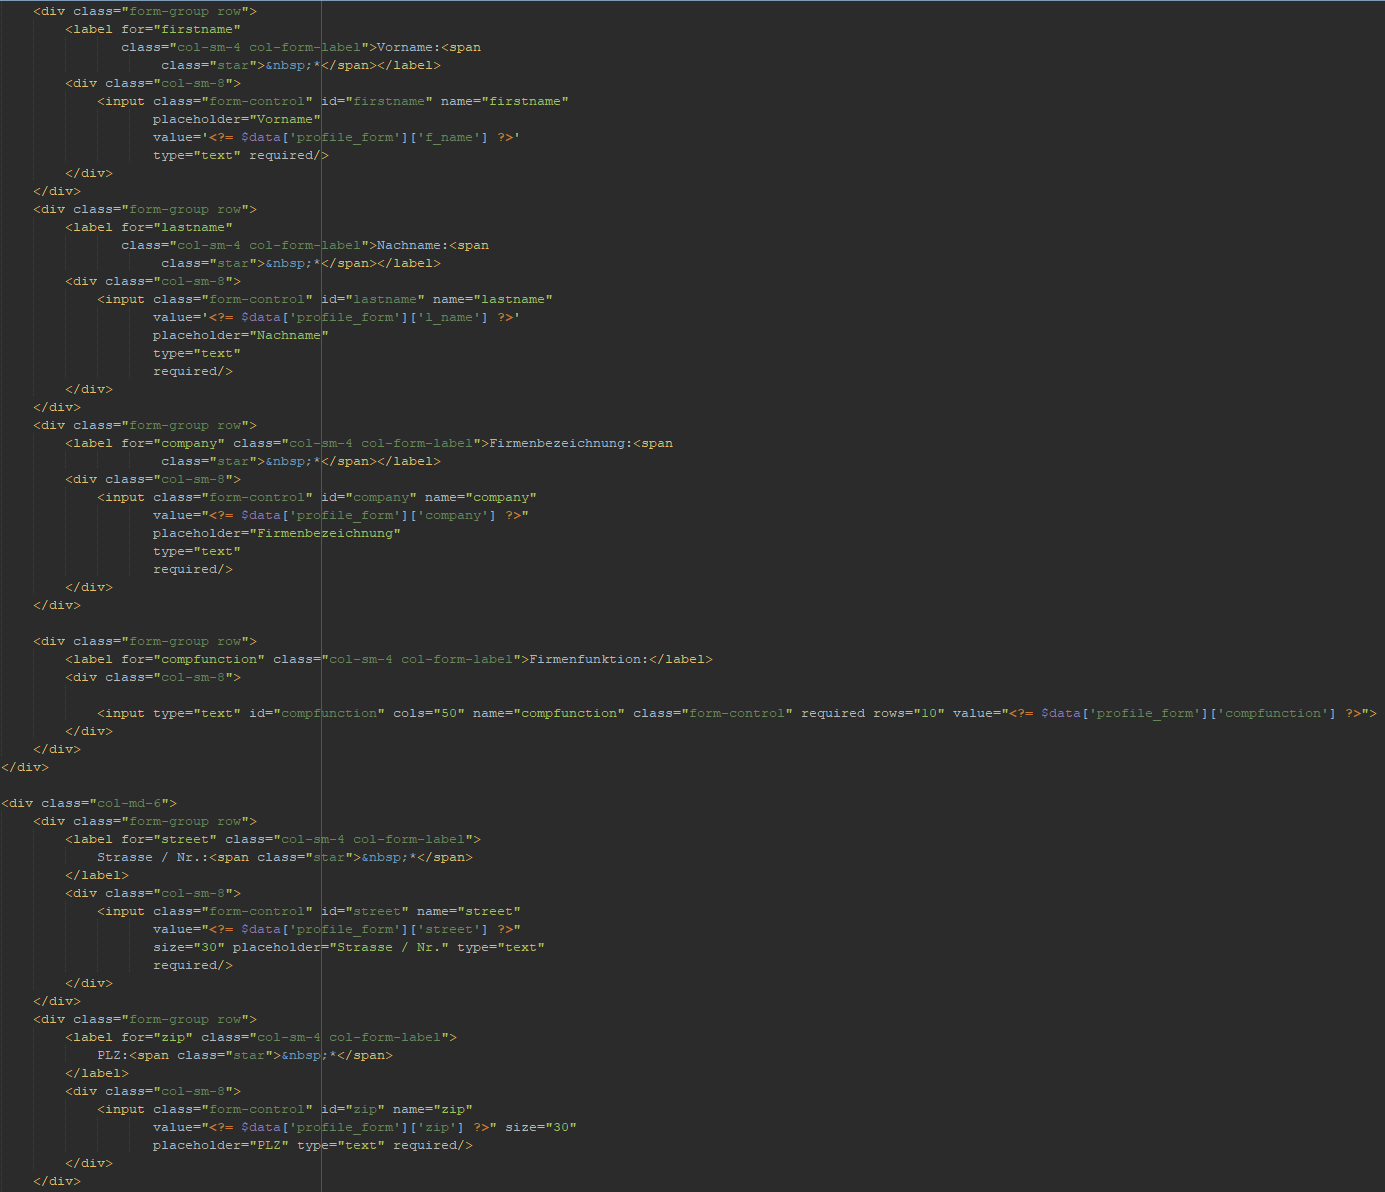 <div class="form-group row">
<label for="firstname"
class="col-sm-4 col-form-label">Vorname:<span
class="star">&nbsp;*</span></label>
<div class="col-sm-8">
<input class="form-control" id="firstname" name="firstname"
placeholder="Vorname"
value='<?= $data['profile_form']['f_name'] ?>'
type="text" required/>
</div>
</div>
<div class="form-group row">
<label for="lastname"
class="col-sm-4 col-form-label">Nachname:<span
class="star">&nbsp;*</span></label>
<div class="col-sm-8">
<input class="form-control" id="lastname" name="lastname"
value='<?= $data['profile_form']['l_name'] ?>'
placeholder="Nachname"
type="text"
required/>
</div>
</div>
<div class="form-group row">
<label for="company" class="col-sm-4 col-form-label">Firmenbezeichnung:<span
class="star">&nbsp;*</span></label>
<div class="col-sm-8">
<input class="form-control" id="company" name="company"
value="<?= $data['profile_form']['company'] ?>"
placeholder="Firmenbezeichnung"
type="text"
required/>
</div>
</div>
<div class="form-group row">
<label for="compfunction" class="col-sm-4 col-form-label">Firmenfunktion:</label>
<div class="col-sm-8">
<input type="text" id="compfunction" cols="50" name="compfunction" class="form-control" required rows="10" value="<?= $data['profile_form']['compfunction'] ?>">
</div>
</div>
</div>
<div class="col-md-6">
<div class="form-group row">
<label for="street" class="col-sm-4 col-form-label">
Strasse / Nr.:<span class="star">&nbsp;*</span>
</label>
<div class="col-sm-8">
<input class="form-control" id="street" name="street"
value="<?= $data['profile_form']['street'] ?>"
size="30" placeholder="Strasse / Nr." type="text"
required/>
</div>
</div>
<div class="form-group row">
<label for="zip" class="col-sm-4 col-form-label">
PLZ:<span class="star">&nbsp;*</span>
</label>
<div class="col-sm-8">
<input class="form-control" id="zip" name="zip"
value="<?= $data['profile_form']['zip'] ?>" size="30"
placeholder="PLZ" type="text" required/>
</div>
</div>